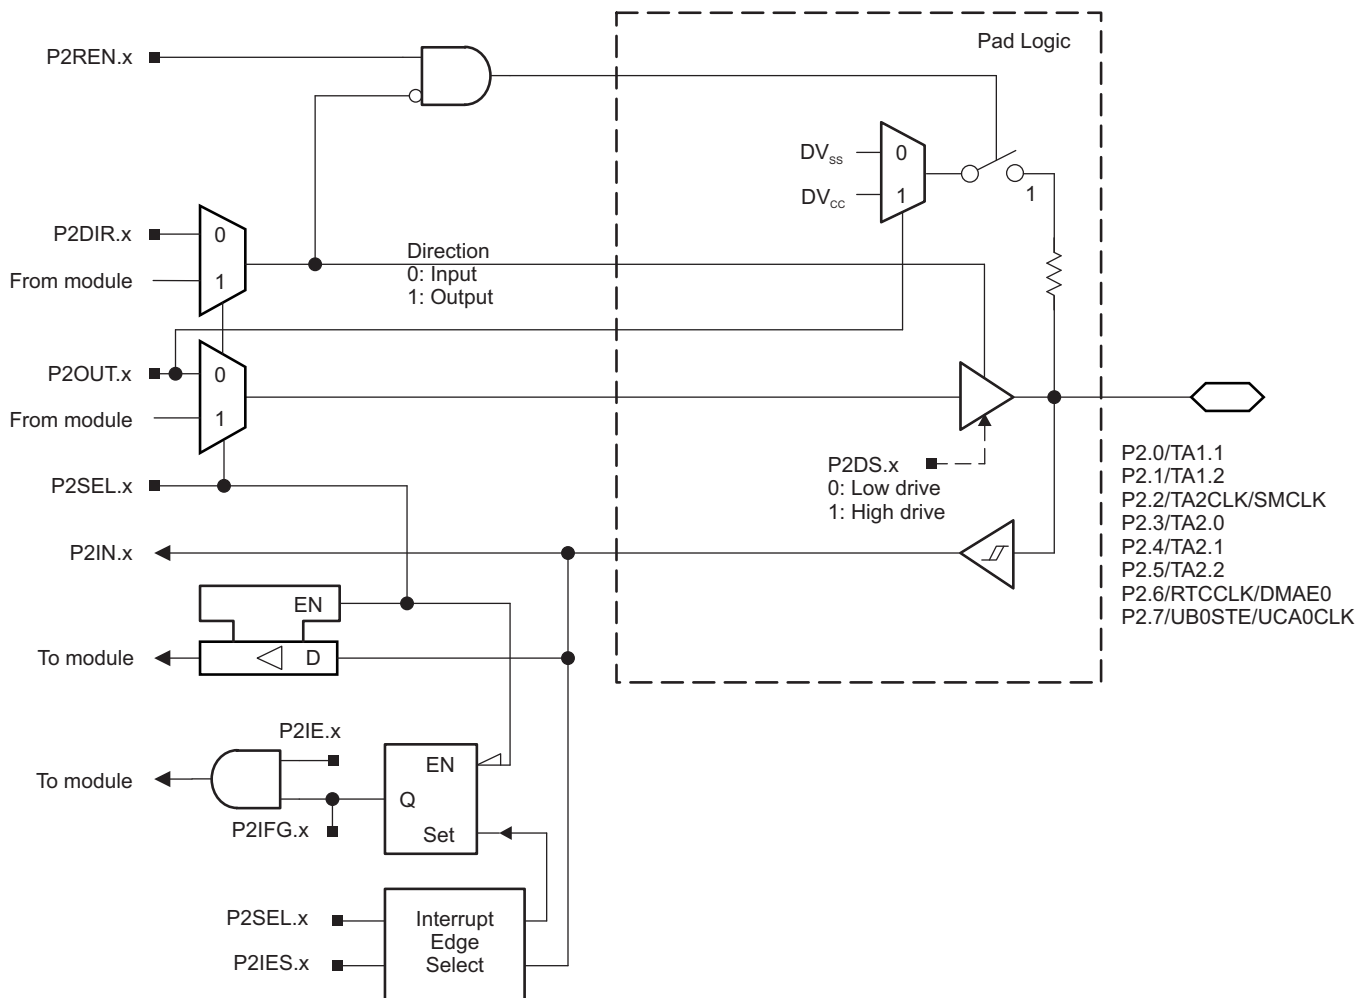 Pad Logic
P2REN.x
DVSS
0
DVCC
1
1
P2DIR.x
0
From module
1
Direction
0: Input
1: Output
P2OUT.x
0
From module
1
P2SEL.x
P2DS.x
0: Low drive
1: High drive
P2.0/TA1.1
P2.1/TA1.2
P2.2/TA2CLK/SMCLK
P2.3/TA2.0
P2.4/TA2.1
P2.5/TA2.2
P2.6/RTCCLK/DMAE0
P2.7/UB0STE/UCA0CLK
P2IN.x
EN
To module
D
P2IE.x
EN
To module
Q
P2IFG.x
Set
P2SEL.x
P2IES.x
Interrupt
Edge
Select